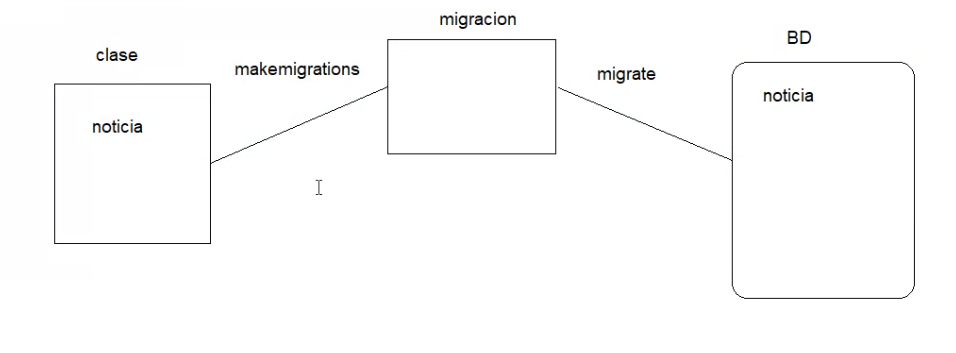 migracion
clase
makemigrations
migrate
BD
noticia
noticia